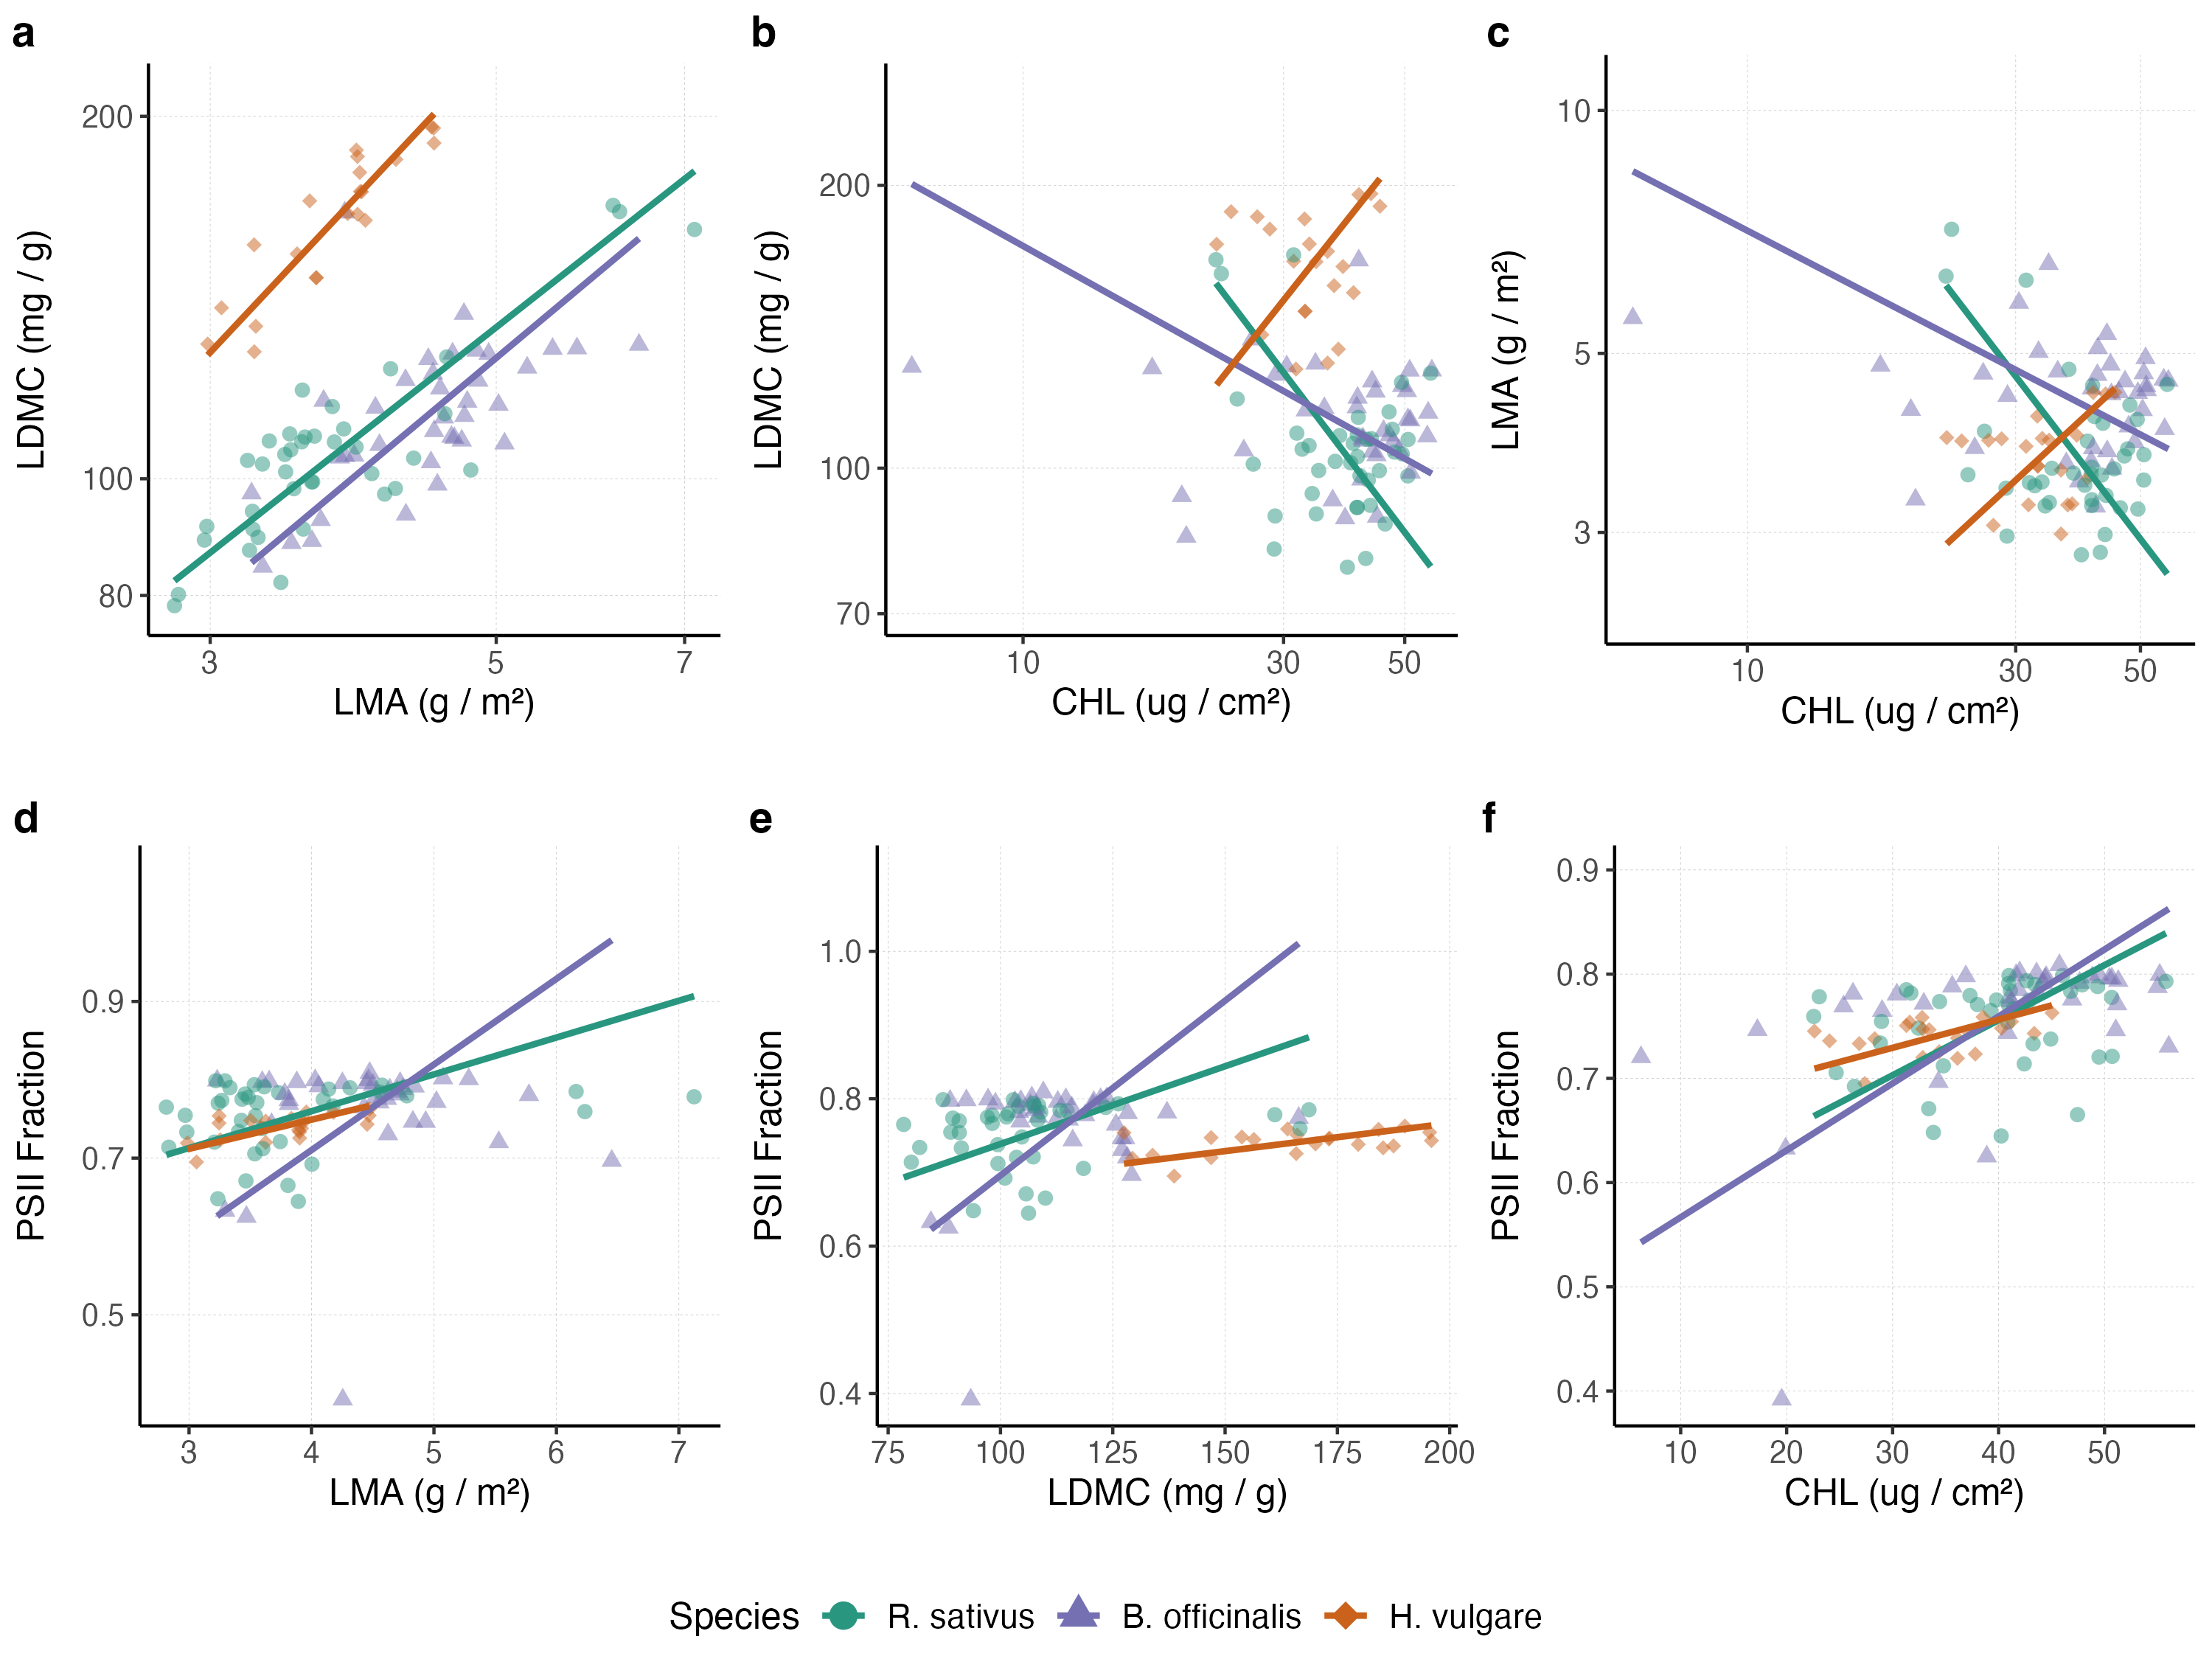 a
200
100
80
LDMC (mg / g)
3 5 7
LMA (g / m²)
b
200
100
70
LDMC (mg / g)
10 30 50
CHL (ug / cm²)
c
10
5
3
LMA (g / m²)
10 30 50
CHL (ug / cm²)
d
0.9
0.7
0.5
PSII Fraction
3 4 5 6 7
LMA (g / m²)
e
1.0
0.8
0.6
0.4
PSII Fraction
75 100 125 150 175 200
LDMC (mg / g)
f
0.9
0.8
0.7
0.6
0.5
0.4
PSII Fraction
10 20 30 40 50
CHL (ug / cm²)
Species R. sativus B. officinalis H. vulgare